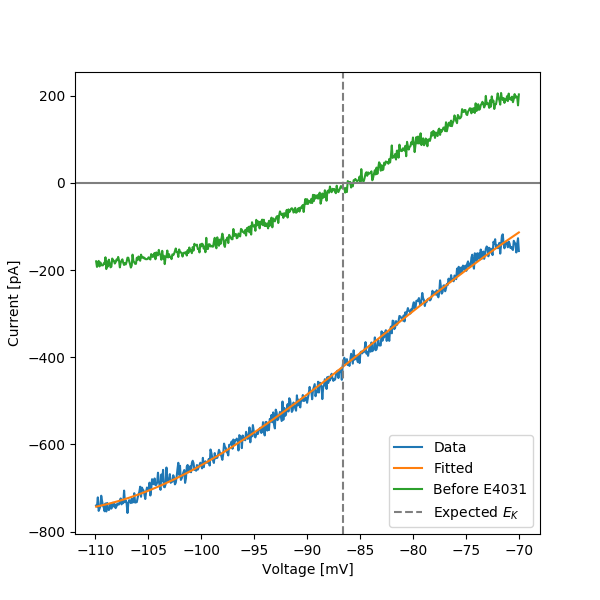 200
0
−200
−400
−600
−800
Current [pA]
−110
−105
−100
−95
−90
−85
−80
−75
−70
Voltage [mV]
Data
Fitted
Before E4031
Expected E_K